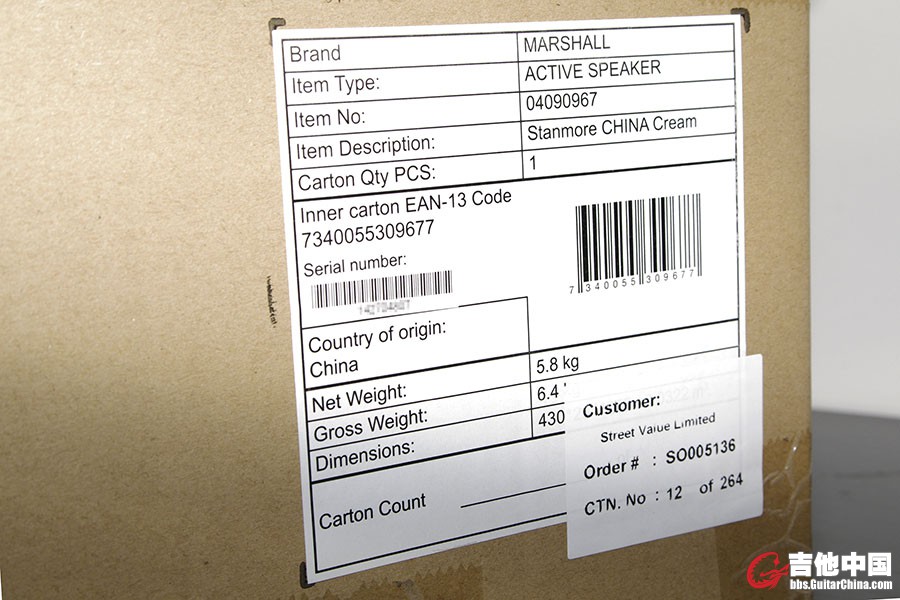 Brand MARSHALL
Item Type: ACTIVE SPEAKER
Item No: 04090967
Item Description: Stanmore CHINA Cream
Carton Qty PCS: 1
Inner carton EAN-13 Code
7340055309677
Serial number:
7 340055 309677
Country of origin:
China
Net Weight: 5.8 kg
Gross Weight: 6.4
Dimensions: 430
Carton Count
Customer:
Street Value Limited
Order # : SO005136
CTN. No : 12 of 264
吉他中国
bbs.GuitarChina.com